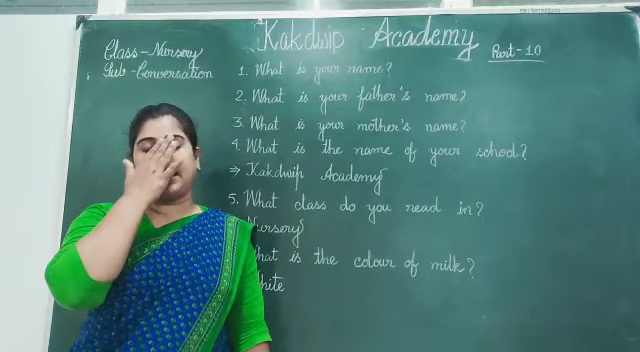 Kakdwip Academy
Part-10
Class - Nursery
Sub - Conversation
1. What is your name?
2. What is your father's name?
3. What is your mother's name?
4. What is the name of your school?
⇒ Kakdwip Academy
5. What class do you read in?
Nursery
hat is the colour of milk?
hite